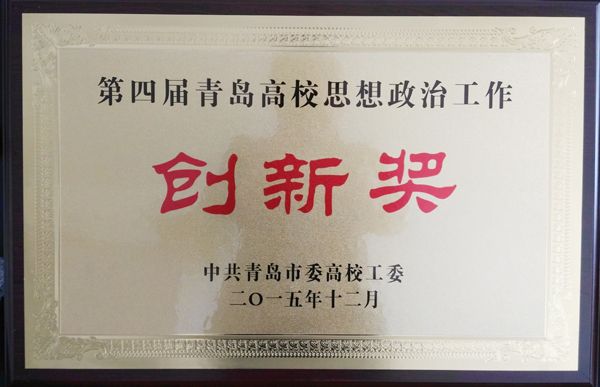 第四届青岛高校思想政治工作
创新奖
中共青岛市委高校工委
二〇一五年十二月